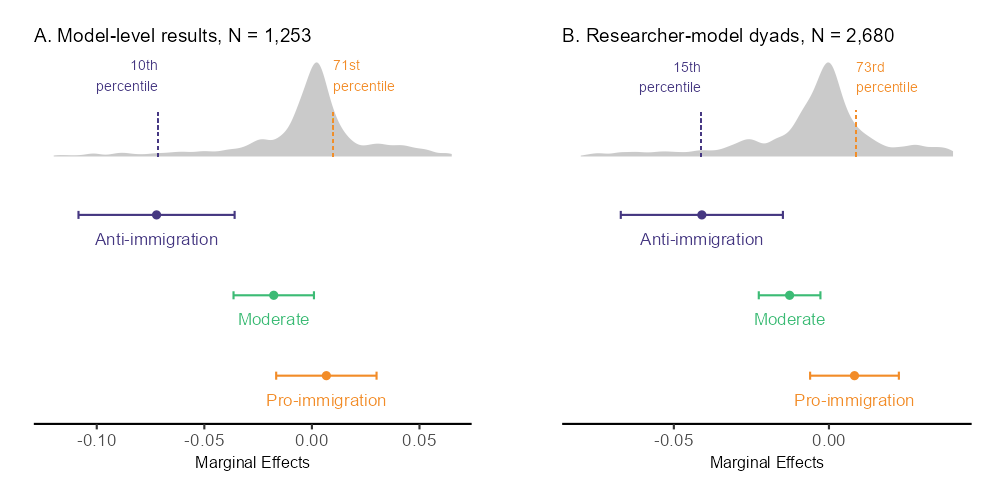 A. Model-level results, N = 1,253
10th
percentile
71st
percentile
Anti-immigration
Moderate
Pro-immigration
-0.10
-0.05
0.00
0.05
Marginal Effects
B. Researcher-model dyads, N = 2,680
15th
percentile
73rd
percentile
Anti-immigration
Moderate
Pro-immigration
-0.05
0.00
Marginal Effects